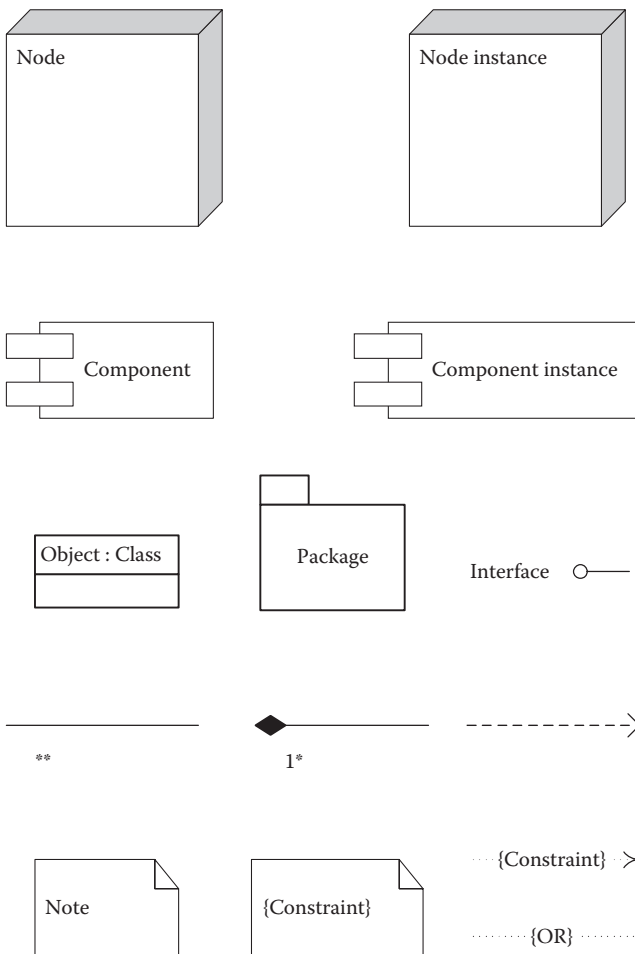 Node
Node instance
Component
Component instance
Object : Class
Package
Interface
**
1*
Note
{Constraint}
{Constraint}
{OR}